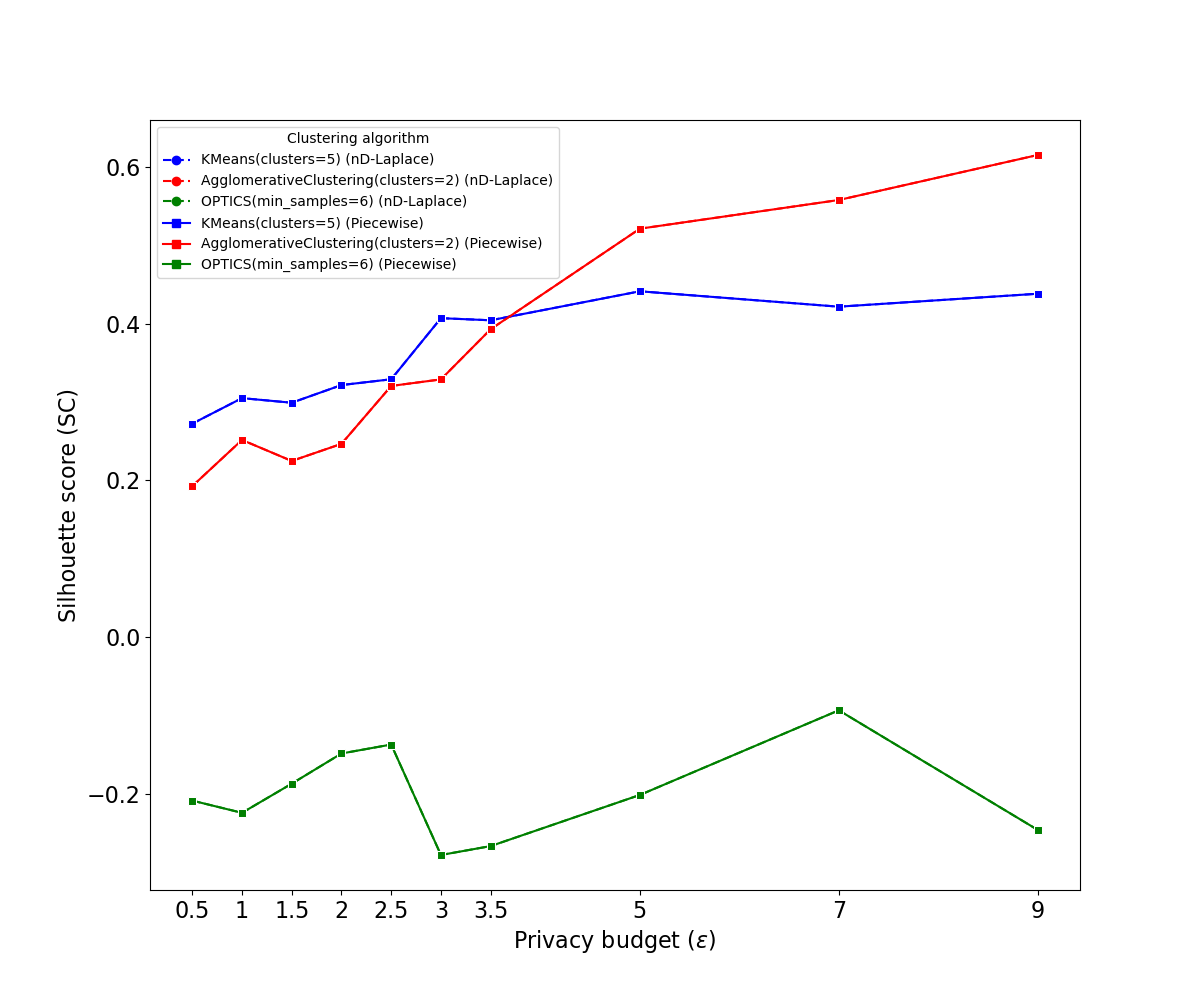 Clustering algorithm
KMeans(clusters=5) (nD-Laplace)
AgglomerativeClustering(clusters=2) (nD-Laplace)
OPTICS(min_samples=6) (nD-Laplace)
KMeans(clusters=5) (Piecewise)
AgglomerativeClustering(clusters=2) (Piecewise)
OPTICS(min_samples=6) (Piecewise)
Silhouette score (SC)
0.6
0.4
0.2
0.0
−0.2
0.5 1 1.5 2 2.5 3 3.5 5 7 9
Privacy budget (ε)